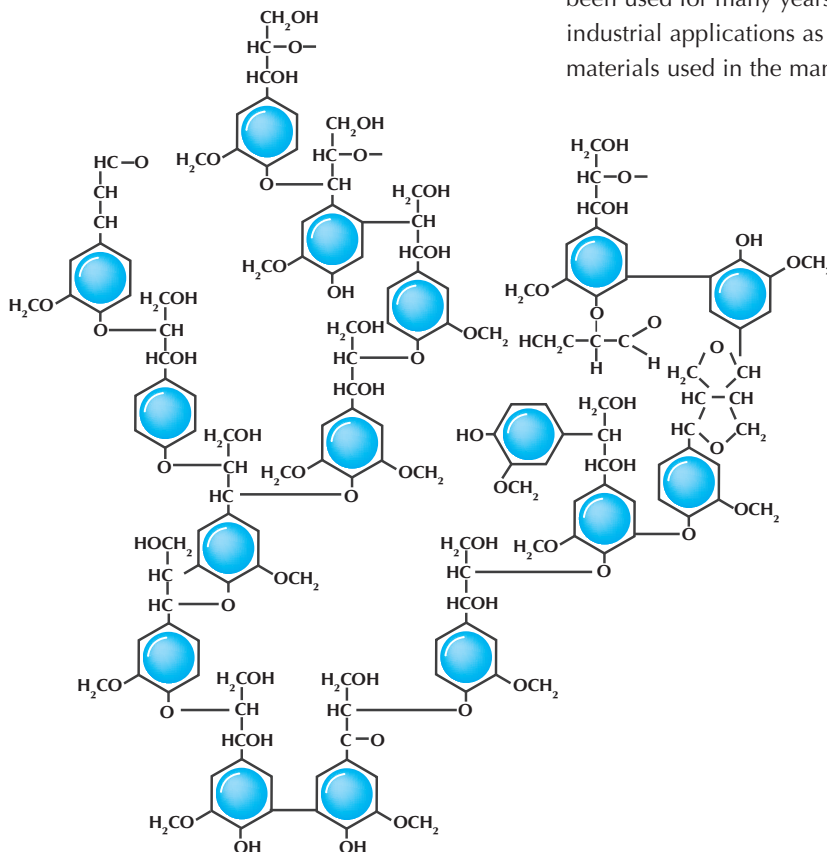 been used for many years
industrial applications as
materials used in the
CH₂OH
HC—O—
HCOH
H₂CO
O
CH
CH₂OH
HC—O—
HC—O
CH
CH
H₂COH
HC—O—
HCOH
H₂COH
CH
HCOH
H₂CO
OH
OCH₂
O
H₂CO
O
H₂COH
CH
HCOH
H₂COH
HC
HCOH
OH
OCH₂
H₂CO
O
HCH₂C
C
C
O
H
H
O
H₂C
CH
HC
CH
HC
CH₂
O
O
H₂COH
CH
HC
H₂CO
OCH₂
O
HO
OCH₂
H₂COH
CH
HCOH
H₂CO
O
OCH₂
O
HOCH₂
HC
HC
O
OCH₂
H₂COH
HC
HCOH
H₂CO
O
OCH₂
O
H₂COH
CH
HCOH
H₂COH
HC
C—O
H₂CO
OH
OH
OCH₂